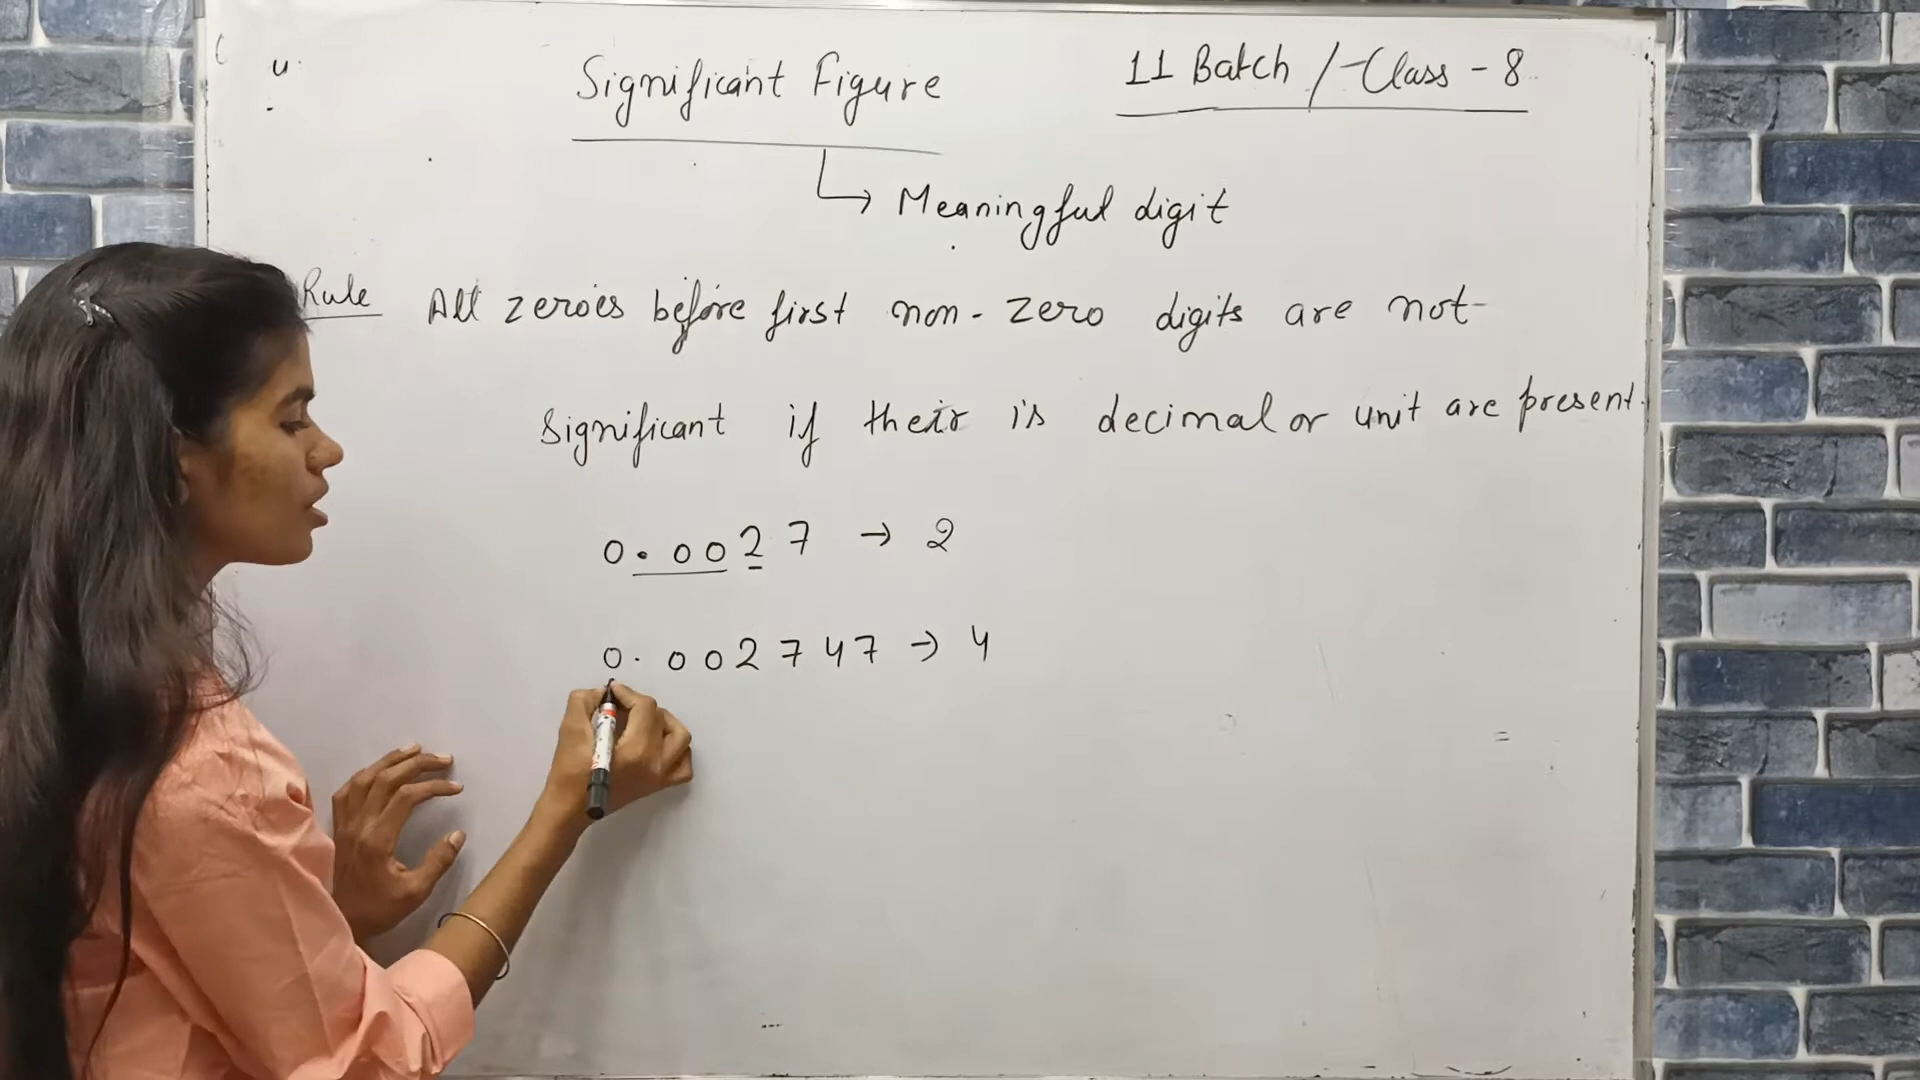 Significant Figure
11 Batch / Class - 8
Meaningful digit
Rule All zeroes before first non-zero digits are not
Significant if their is decimal or unit are present.
0.0027 → 2
0.002747 → 4